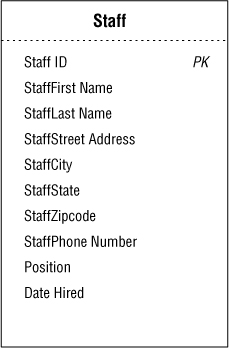 Staff
Staff ID PK
StaffFirst Name
StaffLast Name
StaffStreet Address
StaffCity
StaffState
StaffZipcode
StaffPhone Number
Position
Date Hired